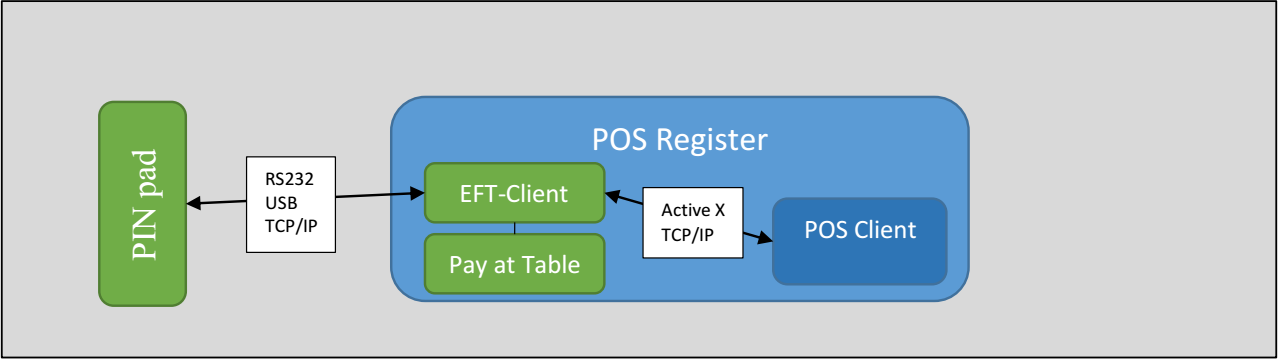 POS Register
PIN pad
RS232
USB
TCP/IP
EFT-Client
Active X
TCP/IP
POS Client
Pay at Table